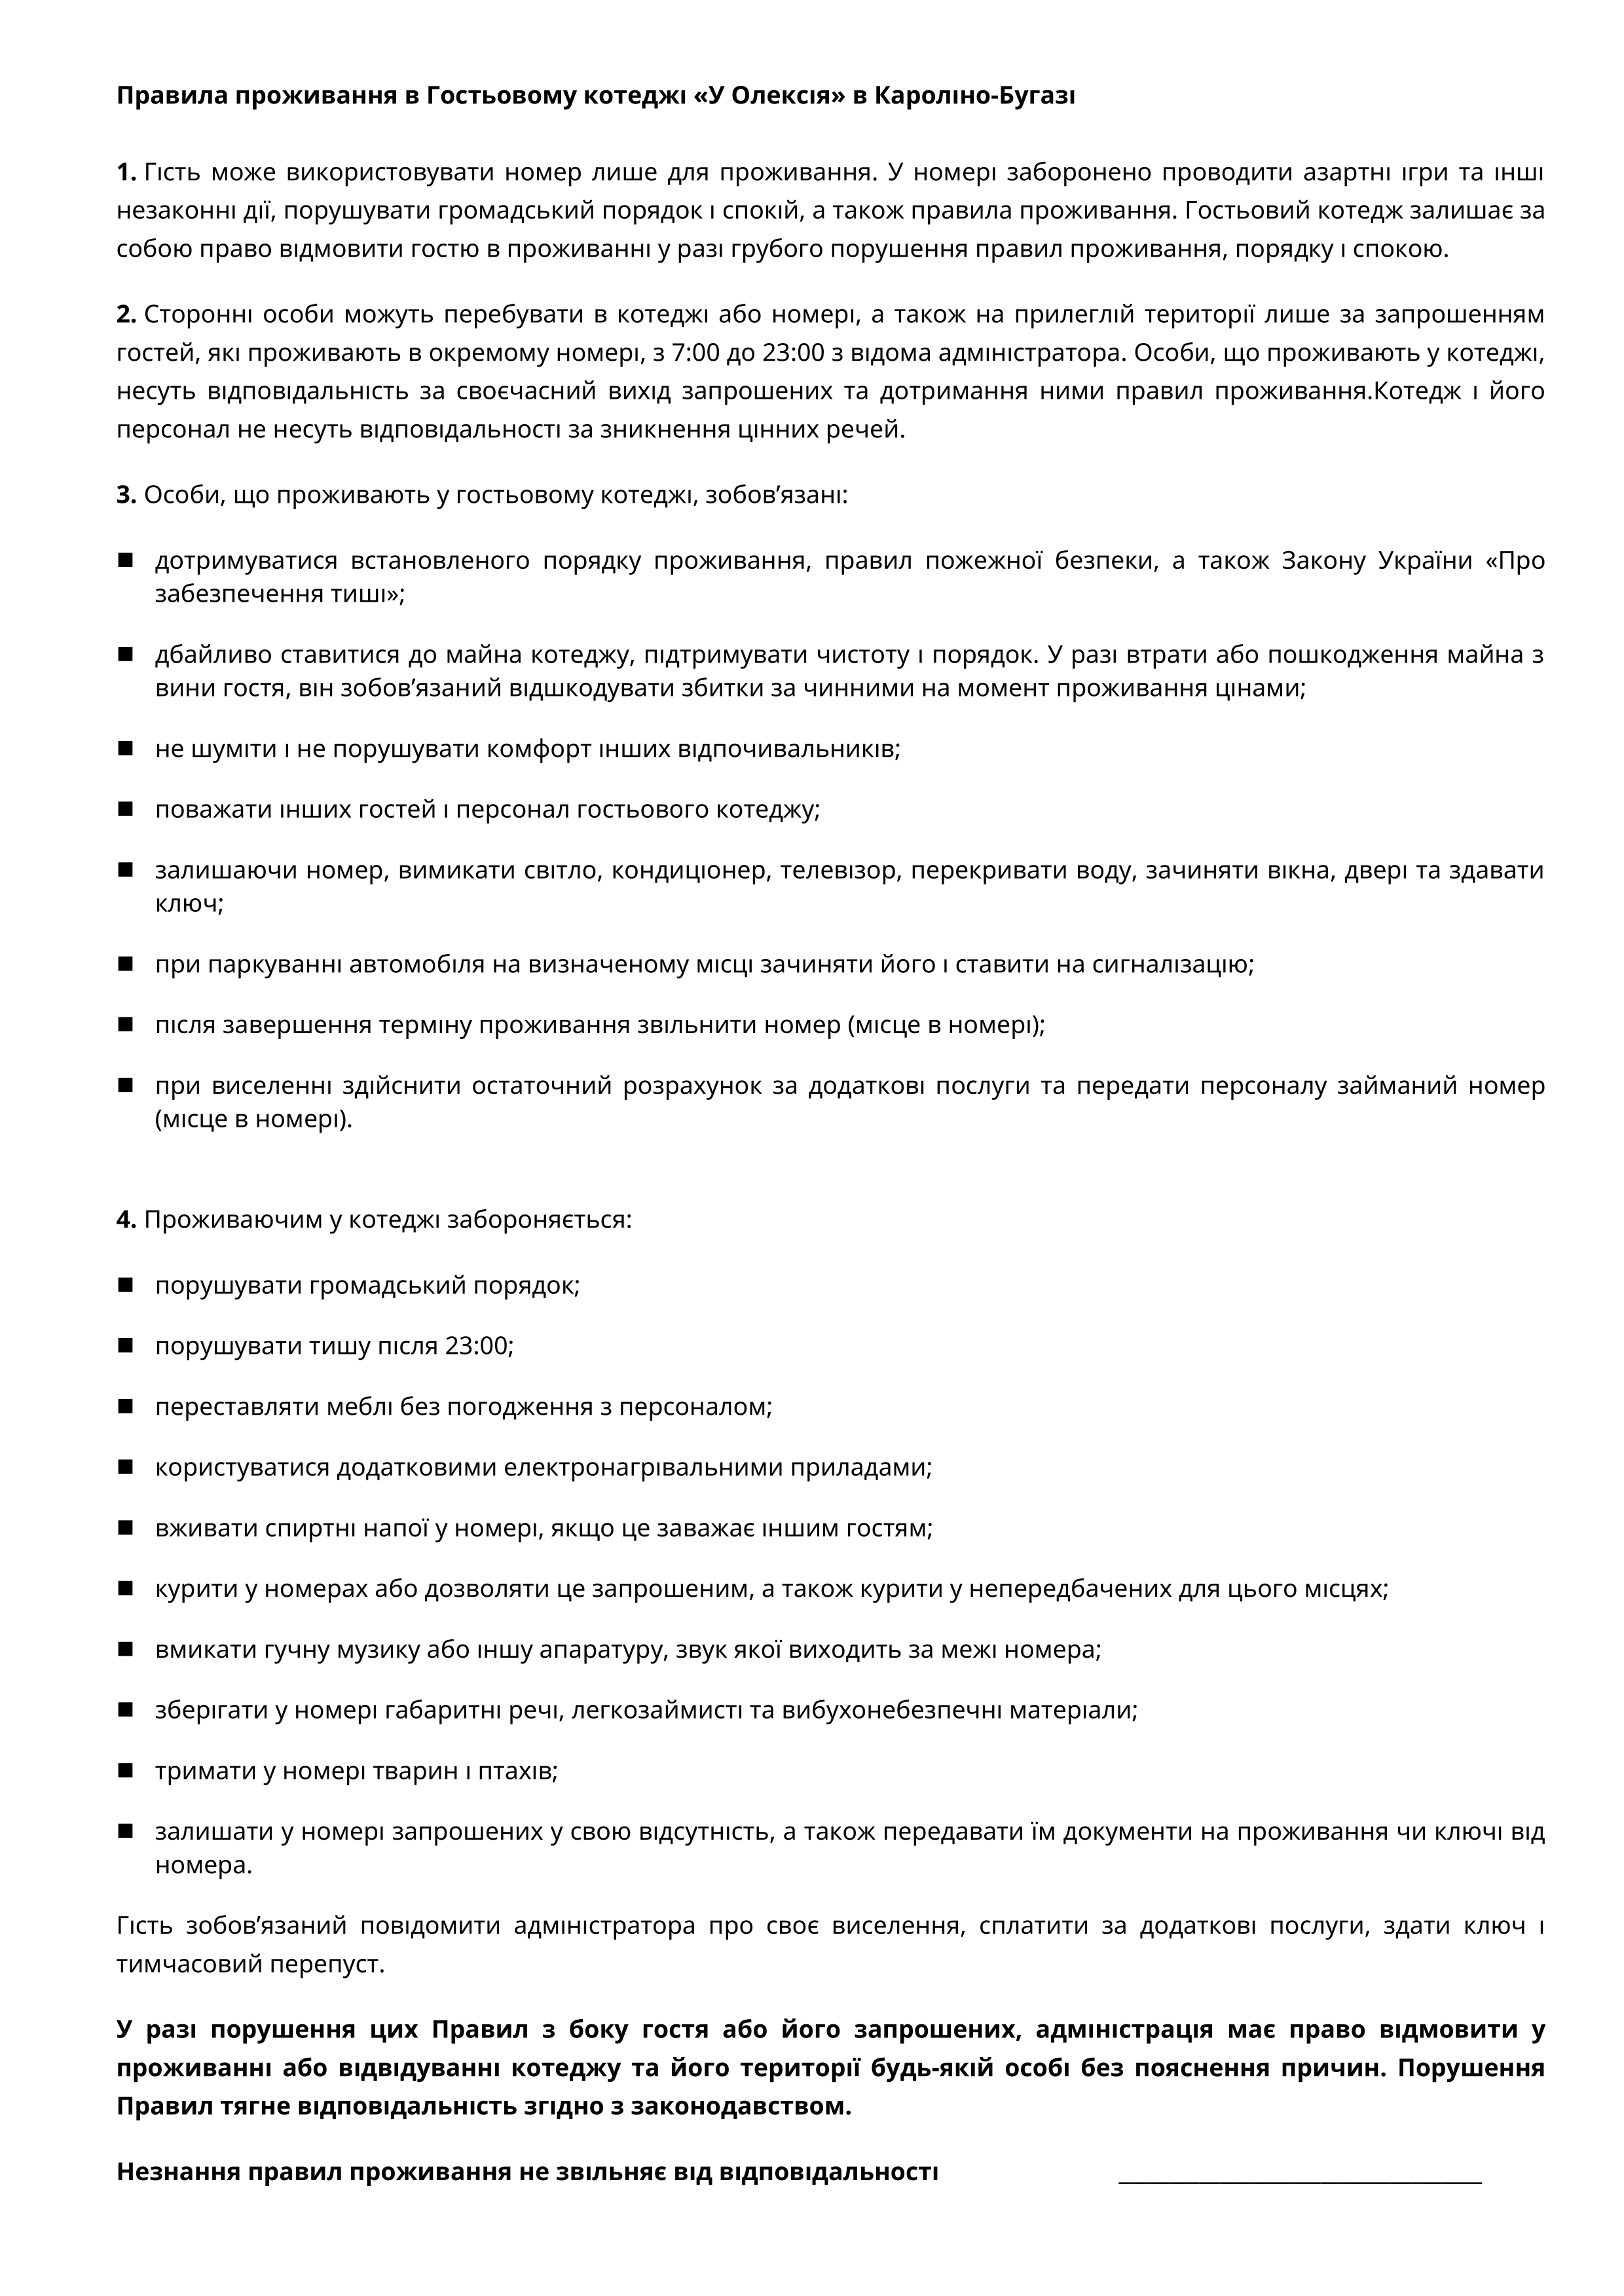 Правила проживання в Гостьовому котеджі «У Олексія» в Кароліно-Бугазі
1. Гість може використовувати номер лише для проживання. У номері заборонено проводити азартні ігри та інші
незаконні дії, порушувати громадський порядок і спокій, а також правила проживання. Гостьовий котедж залишає за
собою право відмовити гостю в проживанні у разі грубого порушення правил проживання, порядку і спокою.
2. Сторонні особи можуть перебувати в котеджі або номері, а також на прилеглій території лише за запрошенням
гостей, які проживають в окремому номері, з 7:00 до 23:00 з відома адміністратора. Особи, що проживають у котеджі,
несуть відповідальність за своєчасний вихід запрошених та дотримання ними правил проживання.Котедж і його
персонал не несуть відповідальності за зникнення цінних речей.
3. Особи, що проживають у гостьовому котеджі, зобов’язані:
■ дотримуватися встановленого порядку проживання, правил пожежної безпеки, а також Закону України «Про
забезпечення тиші»;
■ дбайливо ставитися до майна котеджу, підтримувати чистоту і порядок. У разі втрати або пошкодження майна з
вини гостя, він зобов’язаний відшкодувати збитки за чинними на момент проживання цінами;
■ не шуміти і не порушувати комфорт інших відпочивальників;
■ поважати інших гостей і персонал гостьового котеджу;
■ залишаючи номер, вимикати світло, кондиціонер, телевізор, перекривати воду, зачиняти вікна, двері та здавати
ключ;
■ при паркуванні автомобіля на визначеному місці зачиняти його і ставити на сигналізацію;
■ після завершення терміну проживання звільнити номер (місце в номері);
■ при виселенні здійснити остаточний розрахунок за додаткові послуги та передати персоналу займаний номер
(місце в номері).
4. Проживаючим у котеджі забороняється:
■ порушувати громадський порядок;
■ порушувати тишу після 23:00;
■ переставляти меблі без погодження з персоналом;
■ користуватися додатковими електронагрівальними приладами;
■ вживати спиртні напої у номері, якщо це заважає іншим гостям;
■ курити у номерах або дозволяти це запрошеним, а також курити у непередбачених для цього місцях;
■ вмикати гучну музику або іншу апаратуру, звук якої виходить за межі номера;
■ зберігати у номері габаритні речі, легкозаймисті та вибухонебезпечні матеріали;
■ тримати у номері тварин і птахів;
■ залишати у номері запрошених у свою відсутність, а також передавати їм документи на проживання чи ключі від
номера.
Гість зобов’язаний повідомити адміністратора про своє виселення, сплатити за додаткові послуги, здати ключ і
тимчасовий перепуст.
У разі порушення цих Правил з боку гостя або його запрошених, адміністрація має право відмовити у
проживанні або відвідуванні котеджу та його території будь-якій особі без пояснення причин. Порушення
Правил тягне відповідальність згідно з законодавством.
Незнання правил проживання не звільняє від відповідальності ____________________________